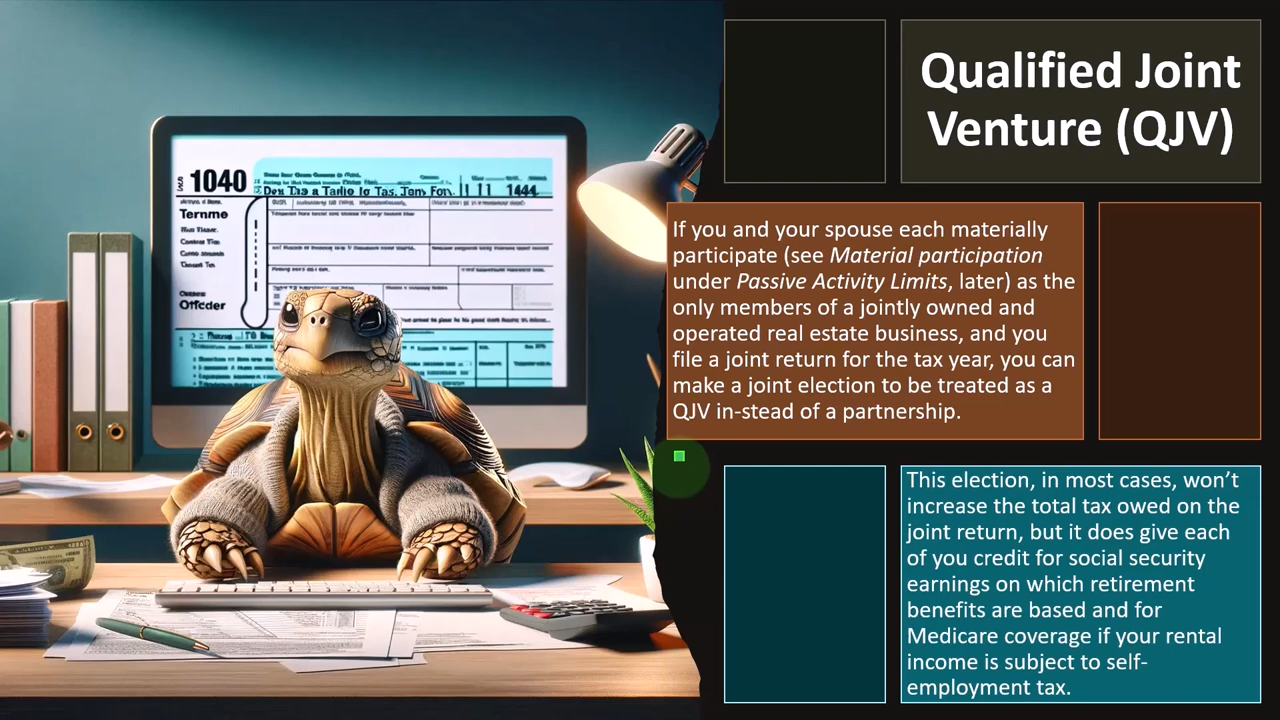 Qualified Joint
Venture (QJV)
If you and your spouse each materially
participate (see Material participation
under Passive Activity Limits, later) as the
only members of a jointly owned and
operated real estate business, and you
file a joint return for the tax year, you can
make a joint election to be treated as a
QJV in-stead of a partnership.
This election, in most cases, won’t
increase the total tax owed on the
joint return, but it does give each
of you credit for social security
earnings on which retirement
benefits are based and for
Medicare coverage if your rental
income is subject to self-
employment tax.
1040
1444
Ternme
Offcder